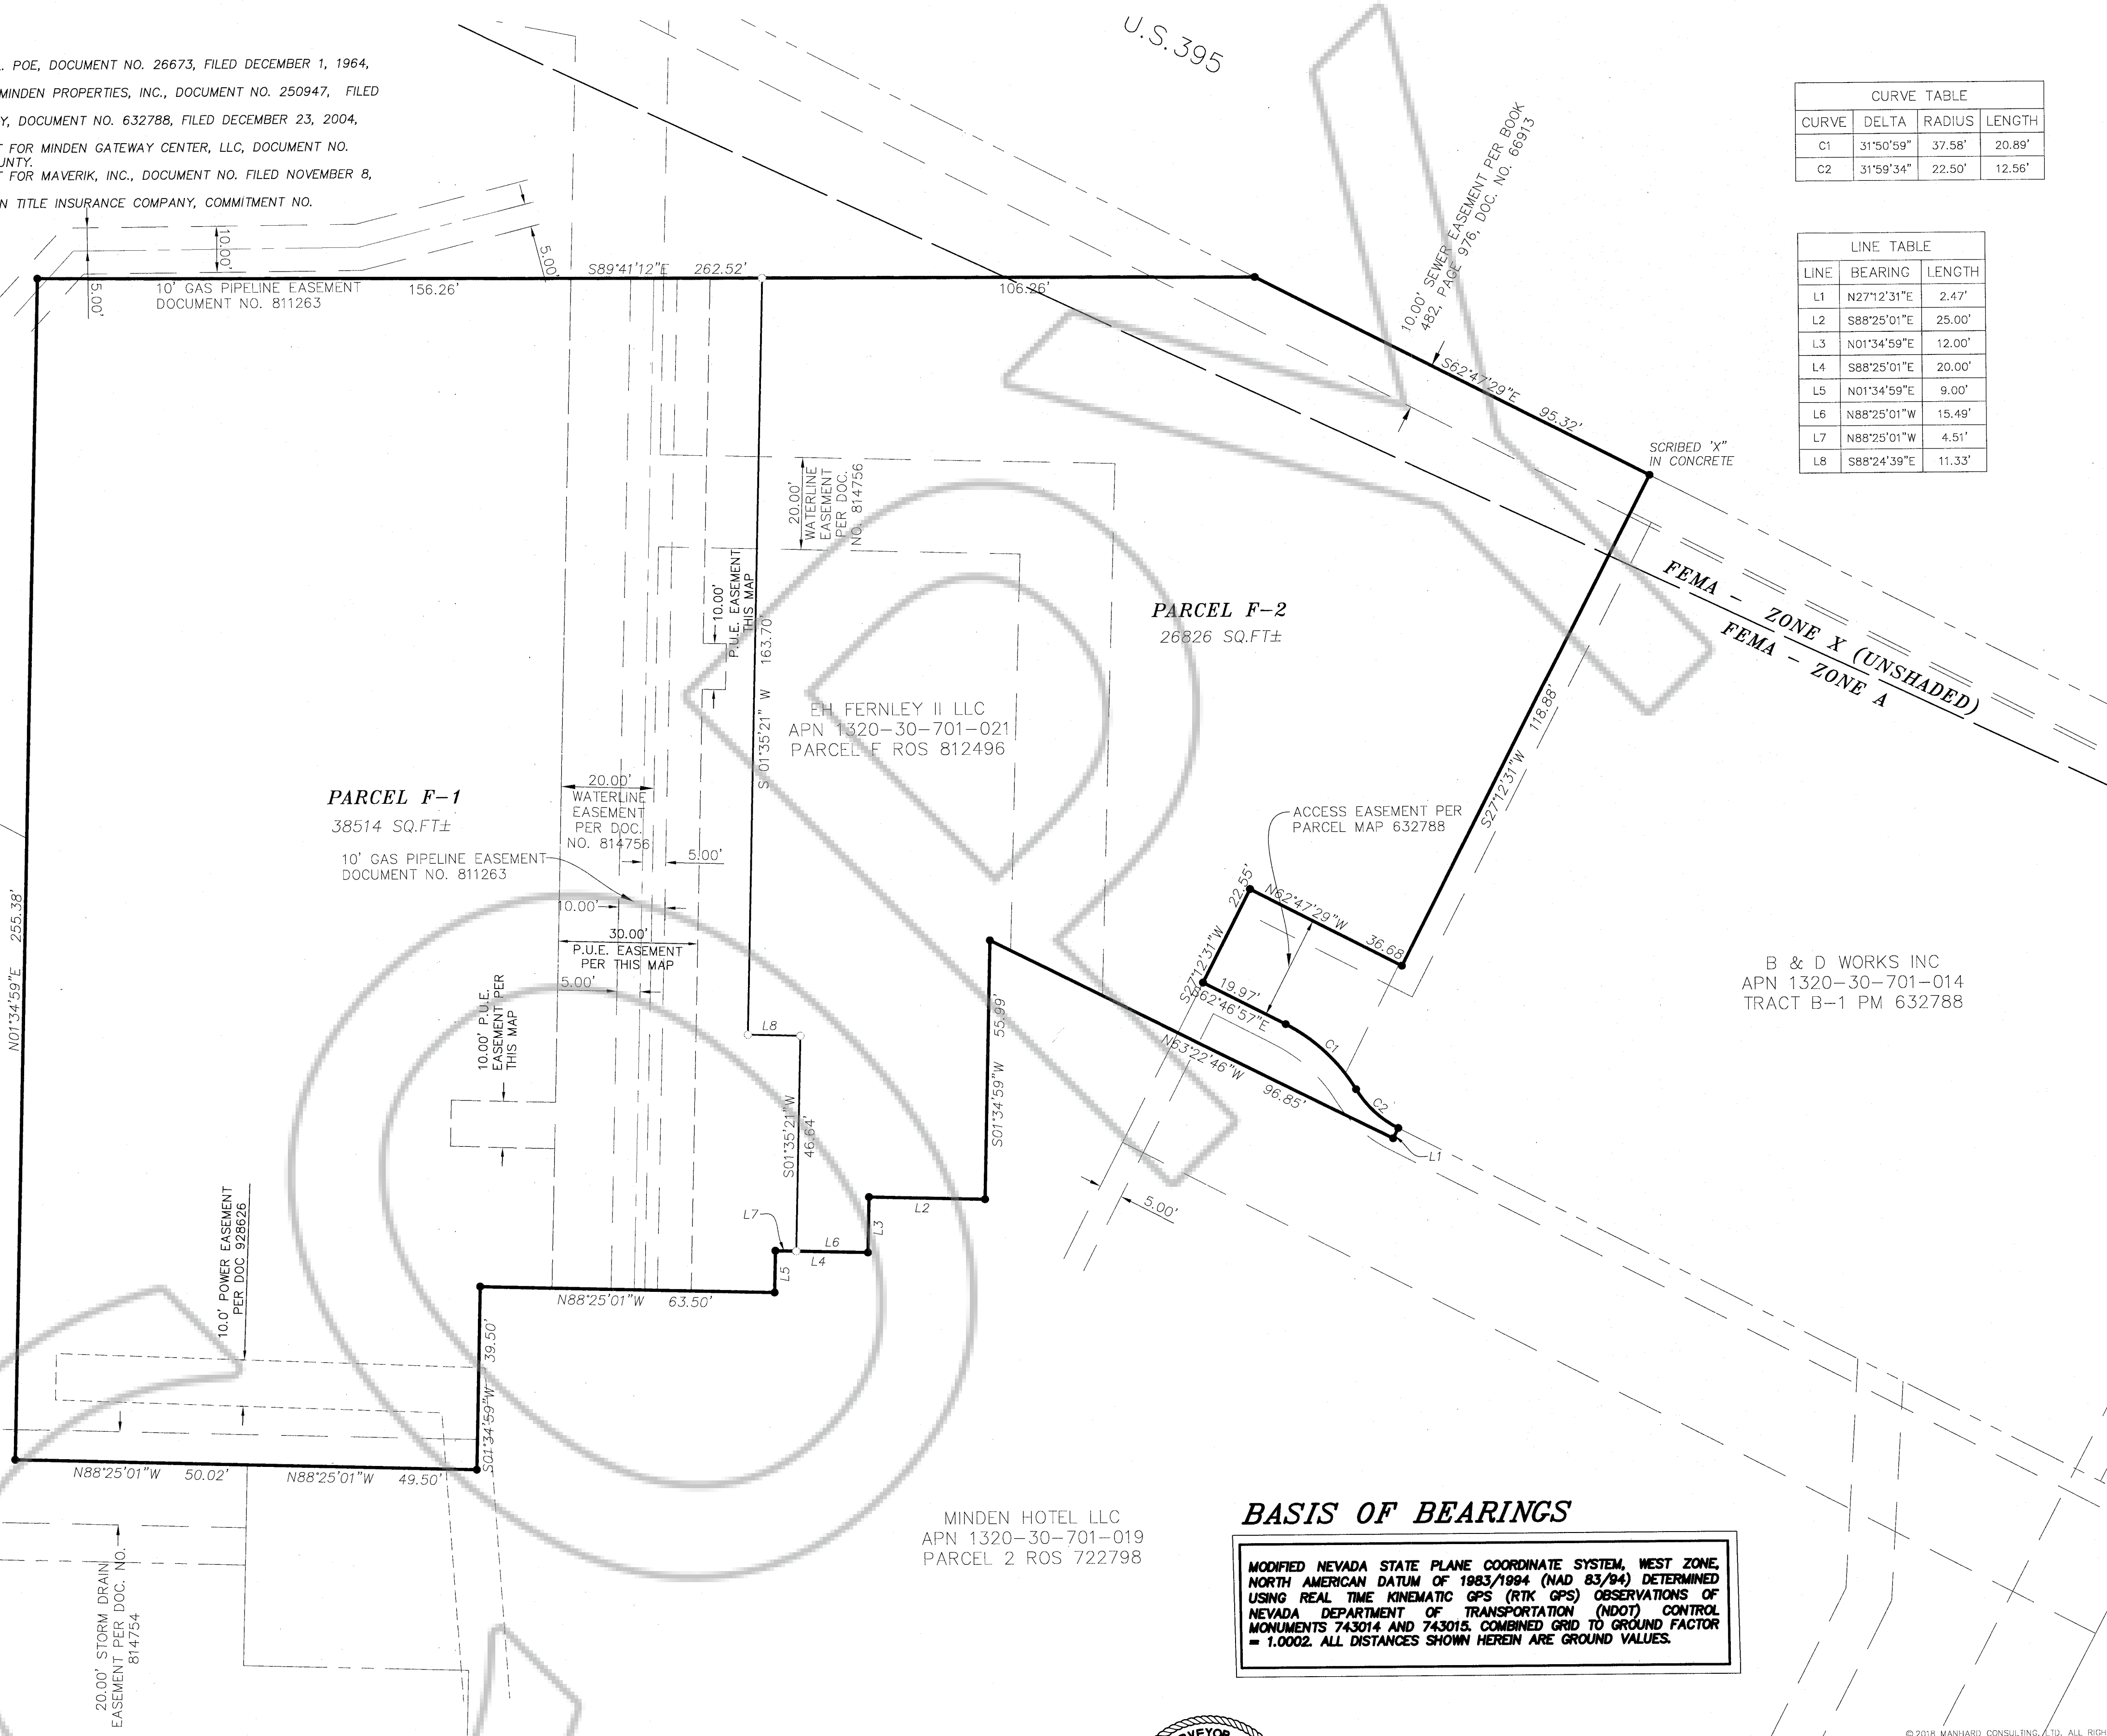 . POE, DOCUMENT NO. 26673, FILED DECEMBER 1, 1964,
MINDEN PROPERTIES, INC., DOCUMENT NO. 250947, FILED
Y, DOCUMENT NO. 632788, FILED DECEMBER 23, 2004,
T FOR MINDEN GATEWAY CENTER, LLC, DOCUMENT NO.
UNTY.
T FOR MAVERIK, INC., DOCUMENT NO. FILED NOVEMBER 8,
N TITLE INSURANCE COMPANY, COMMITMENT NO.
U.S.395
CURVE TABLE
CURVE DELTA RADIUS LENGTH
C1 31°50'59" 37.58' 20.89'
C2 31°59'34" 22.50' 12.56'
LINE TABLE
LINE BEARING LENGTH
L1 N27°12'31"E 2.47'
L2 S88°25'01"E 25.00'
L3 N01°34'59"E 12.00'
L4 S88°25'01"E 20.00'
L5 N01°34'59"E 9.00'
L6 N88°25'01"W 15.49'
L7 N88°25'01"W 4.51'
L8 S88°24'39"E 11.33'
10.00' SEWER EASEMENT PER BOOK
482, PAGE 976, DOC. NO. 66913
10.00'
5.00'
5.00'
S89°41'12"E 262.52'
10' GAS PIPELINE EASEMENT
DOCUMENT NO. 811263
156.26'
106.26'
S62°47'29"E 95.32'
SCRIBED 'X"
IN CONCRETE
20.00'
WATERLINE
EASEMENT
PER DOC.
NO. 814756
10.00'
P.U.E. EASEMENT
THIS MAP
S 01°35'21" W 163.70'
PARCEL F-2
26826 SQ.FT±
FEMA - ZONE X (UNSHADED)
FEMA - ZONE A
EH FERNLEY II LLC
APN 1320-30-701-021
PARCEL F ROS 812496
S27°12'31"W 118.88'
PARCEL F-1
38514 SQ.FT±
20.00'
WATERLINE
EASEMENT
PER DOC.
NO. 814756
5.00'
10' GAS PIPELINE EASEMENT
DOCUMENT NO. 811263
10.00'
30.00'
P.U.E. EASEMENT
PER THIS MAP
5.00'
ACCESS EASEMENT PER
PARCEL MAP 632788
N62°47'29"W 36.68'
S27°12'31"W 22.55'
19.97'
S62°46'57"E
C1
C2
L1
N63°22'46"W 96.85'
5.00'
B & D WORKS INC
APN 1320-30-701-014
TRACT B-1 PM 632788
N01°34'59"E 255.38'
10.00' P.U.E.
EASEMENT PER
THIS MAP
L8
S01°35'21"W
46.64'
S01°34'59"W 55.99'
L2
L3
L6
L4
L7
L5
N88°25'01"W 63.50'
10.0' POWER EASEMENT
PER DOC 928626
S01°34'59"W 39.50'
N88°25'01"W 50.02'
N88°25'01"W 49.50'
20.00' STORM DRAIN
EASEMENT PER DOC. NO.
814754
MINDEN HOTEL LLC
APN 1320-30-701-019
PARCEL 2 ROS 722798
BASIS OF BEARINGS
MODIFIED NEVADA STATE PLANE COORDINATE SYSTEM, WEST ZONE,
NORTH AMERICAN DATUM OF 1983/1994 (NAD 83/94) DETERMINED
USING REAL TIME KINEMATIC GPS (RTK GPS) OBSERVATIONS OF
NEVADA DEPARTMENT OF TRANSPORTATION (NDOT) CONTROL
MONUMENTS 743014 AND 743015. COMBINED GRID TO GROUND FACTOR
= 1.0002. ALL DISTANCES SHOWN HEREIN ARE GROUND VALUES.
VEYOR
©2018 MANHARD CONSULTING, LTD. ALL RIGH